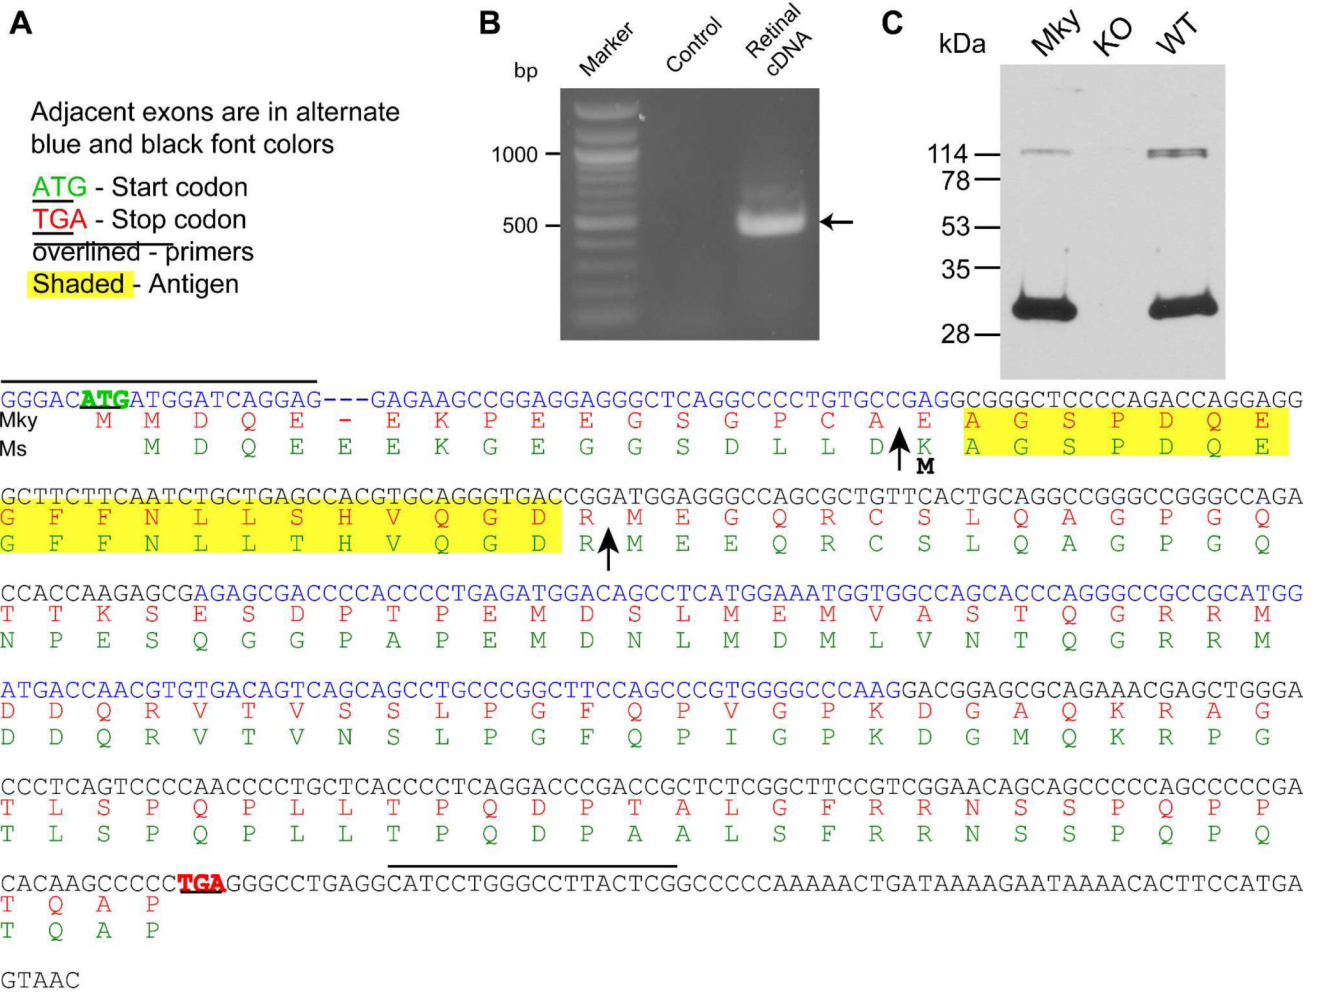 A
Adjacent exons are in alternate
blue and black font colors
ATG - Start codon
TGA - Stop codon
overlined - primers
Shaded - Antigen
B
bp
Marker
Control
Retinal
cDNA
1000
500
C
kDa
Mky
KO
WT
114
78
53
35
28
GGGACATGATGGATCAGGAG---GAGAAGCCGGAGGAGGGCTCAGGCCCCTGTGCCGAGGCGGGCTCCCCAGACCAGGAGG
Mky M M D Q E - E K P E E G S G P C A E A G S P D Q E
Ms M D Q E E E K G E G G S D L L D K A G S P D Q E
M
GCTTCTTCAATCTGCTGAGCCACGTGCAGGGTGACCGGATGGAGGGCCAGCGCTGTTCACTGCAGGCCGGGCCGGGCCAGA
G F F N L L S H V Q G D R M E G Q R C S L Q A G P G Q
G F F N L L T H V Q G D R M E E Q R C S L Q A G P G Q
CCACCAAGAGCGAGAGCGACCCCACCCCTGAGATGGACAGCCTCATGGAAATGGTGGCCAGCACCCAGGGCCGCCGCATGG
T T K S E S D P T P E M D S L M E M V A S T Q G R R M
N P E S Q G G P A P E M D N L M D M L V N T Q G R R M
ATGACCAACGTGTGACAGTCAGCAGCCTGCCCGGCTTCCAGCCCGTGGGGCCCAAGGACGGAGCGCAGAAACGAGCTGGGA
D D Q R V T V S S L P G F Q P V G P K D G A Q K R A G
D D Q R V T V N S L P G F Q P I G P K D G M Q K R P G
CCCTCAGTCCCCAACCCCTGCTCACCCCTCAGGACCCGACCGCTCTCGGCTTCCGTCGGAACAGCAGCCCCCAGCCCCCGA
T L S P Q P L L T P Q D P T A L G F R R N S S P Q P P
T L S P Q P L L T P Q D P A A L S F R R N S S P Q P Q
CACAAGCCCCCTGAGGGCCTGAGGCATCCTGGGCCTTACTCGGCCCCCAAAAACTGATAAAAGAATAAAACACTTCCATGA
T Q A P
T Q A P
GTAAC